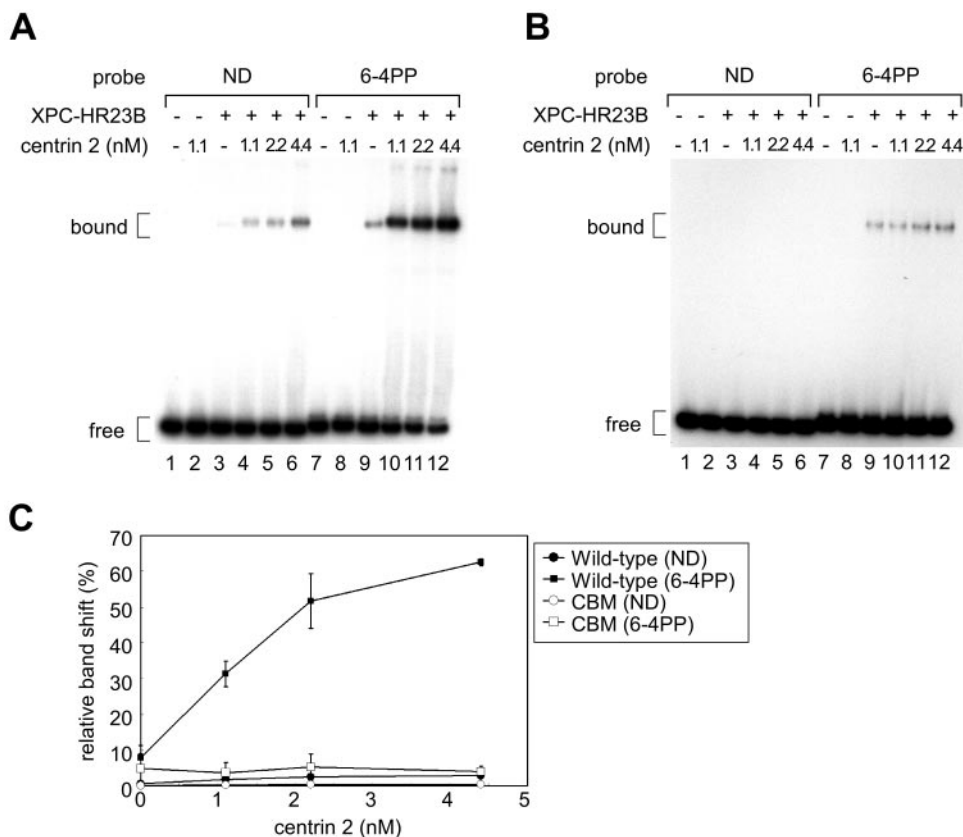 A
probe ND 6-4PP
XPC-HR23B - - + + + + - - + + + +
centrin 2 (nM) - 1.1 - 1.1 2.2 4.4 - 1.1 - 1.1 2.2 4.4
bound
free
1 2 3 4 5 6 7 8 9 10 11 12
B
probe ND 6-4PP
XPC-HR23B - - + + + + - - + + + +
centrin 2 (nM) - 1.1 - 1.1 2.2 4.4 - 1.1 - 1.1 2.2 4.4
bound
free
1 2 3 4 5 6 7 8 9 10 11 12
C
relative band shift (%)
70
60
50
40
30
20
10
0
0 1 2 3 4 5
centrin 2 (nM)
Wild-type (ND)
Wild-type (6-4PP)
CBM (ND)
CBM (6-4PP)